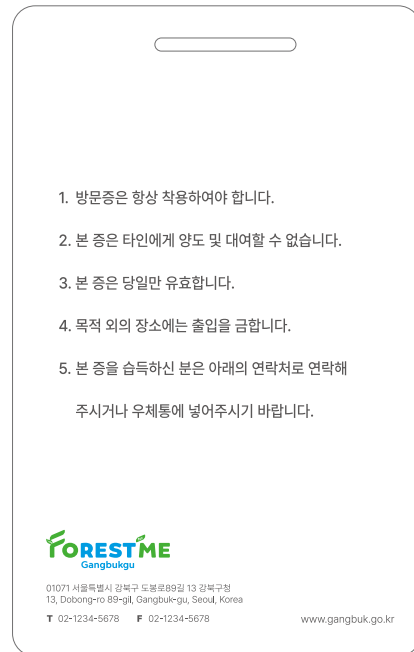 1. 방문증은 항상 착용하여야 합니다.
2. 본 증은 타인에게 양도 및 대여할 수 없습니다.
3. 본 증은 당일만 유효합니다.
4. 목적 외의 장소에는 출입을 금합니다.
5. 본 증을 습득하신 분은 아래의 연락처로 연락해
주시거나 우체통에 넣어주시기 바랍니다.
FORESTME
Gangbukgu
01071 서울특별시 강북구 도봉로89길 13 강북구청
13, Dobong-ro 89-gil, Gangbuk-gu, Seoul, Korea
T 02-1234-5678 F 02-1234-5678 www.gangbuk.go.kr